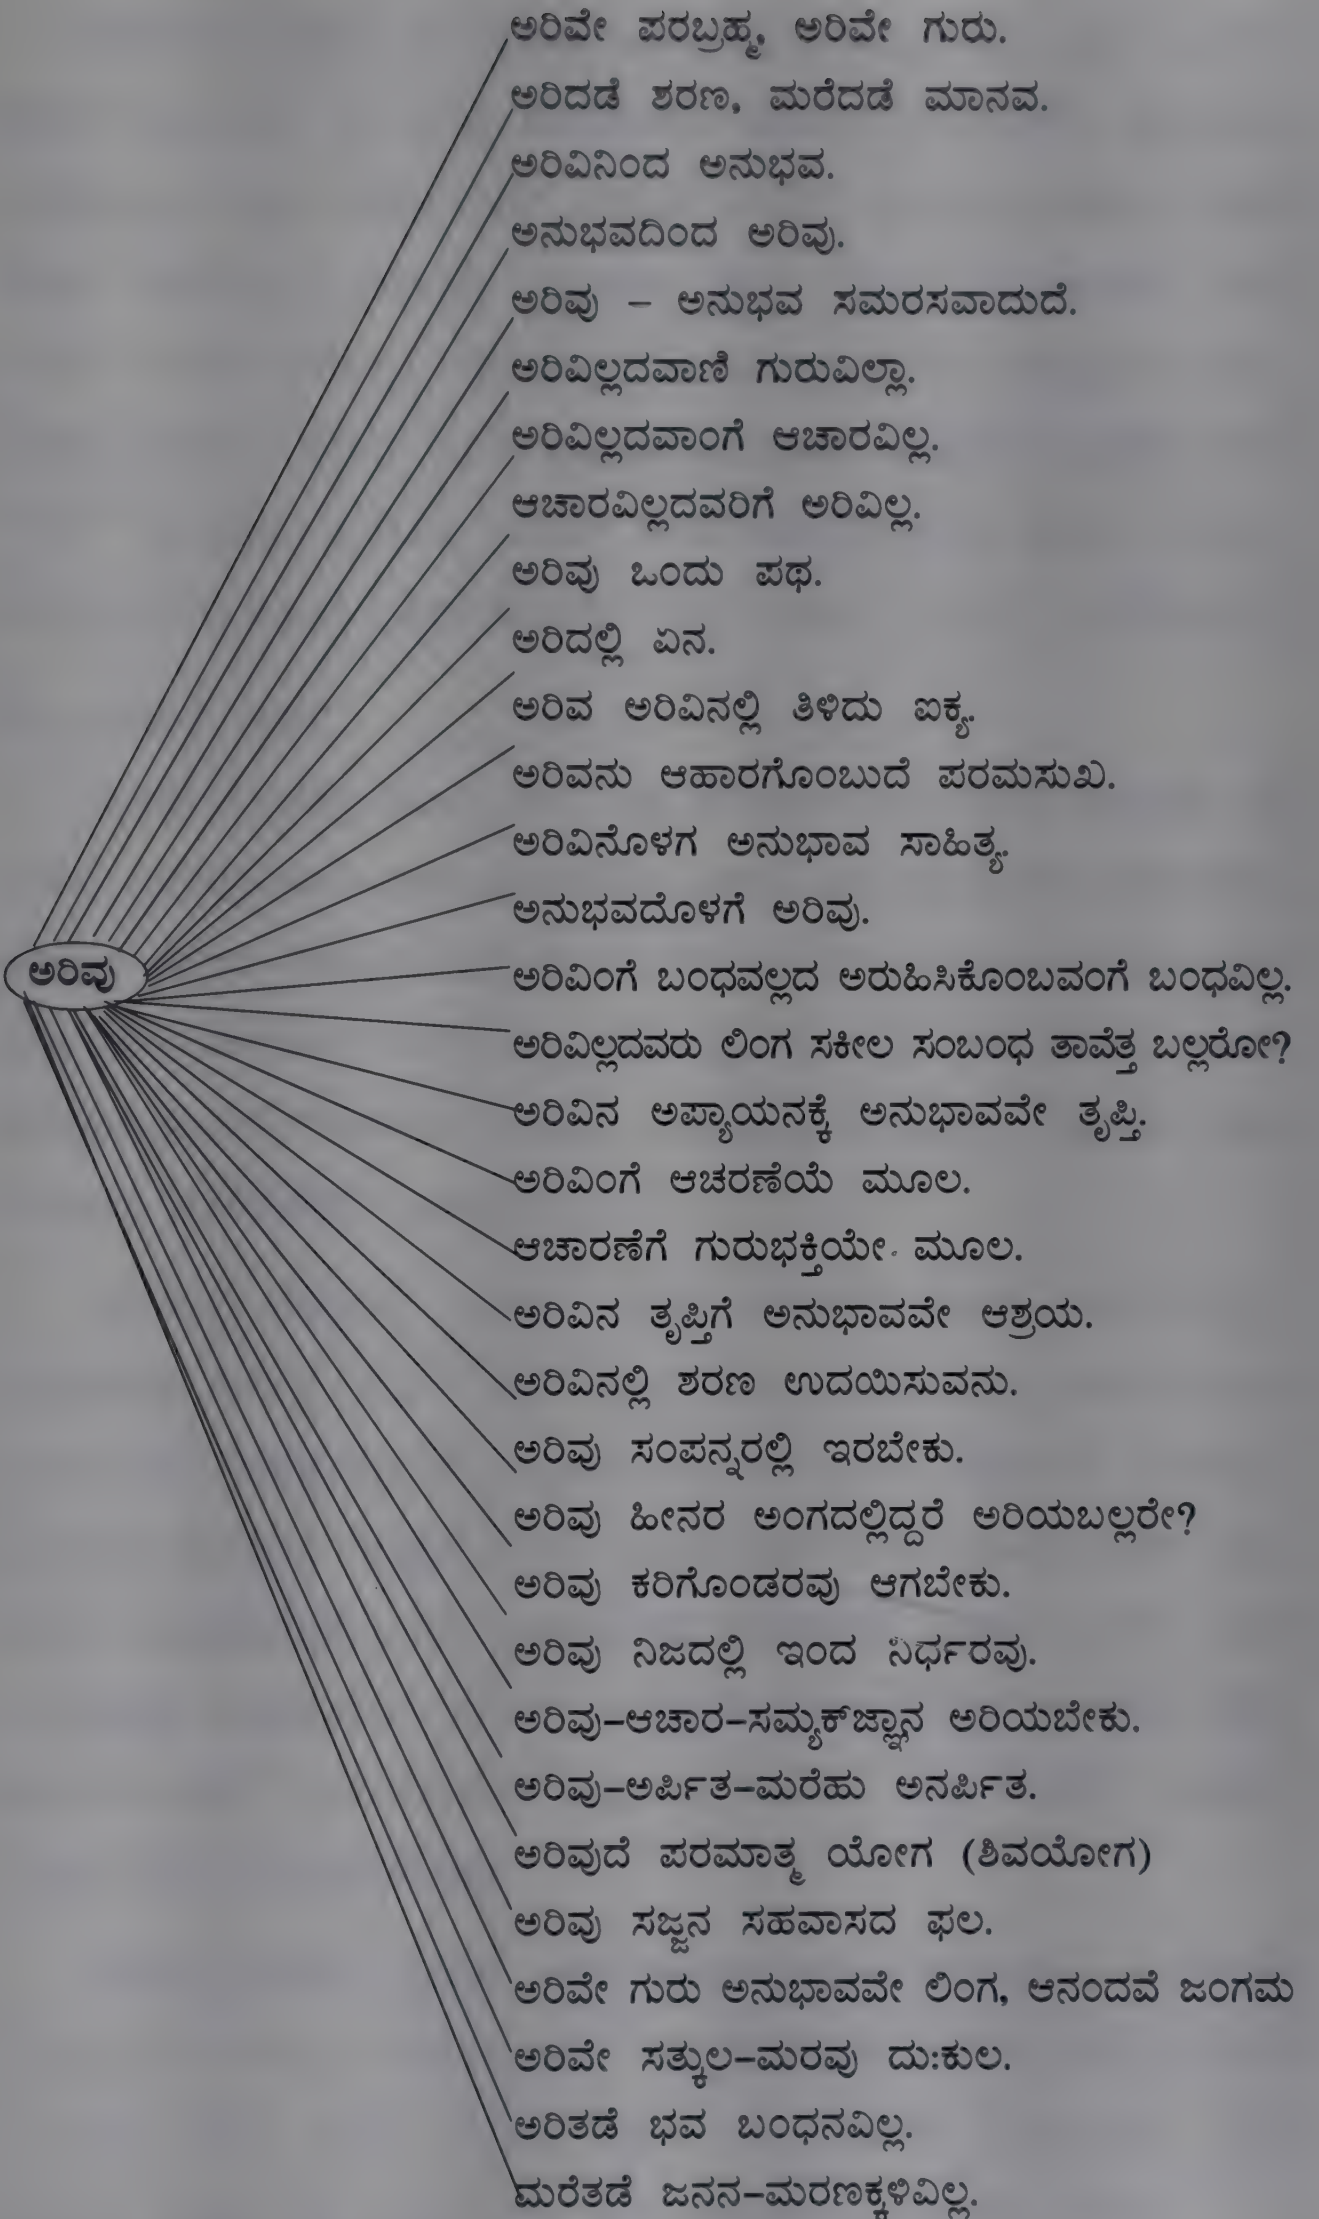 ಅರಿವೇ ಪರಬ್ರಹ್ಮ, ಅರಿವೇ ಗುರು.
ಅರಿದಡೆ ಶರಣ, ಮರೆದಡೆ ಮಾನವ.
ಅರಿವಿನಿಂದ ಅನುಭವ.
ಅನುಭವದಿಂದ ಅರಿವು.
ಅರಿವು – ಅನುಭವ ಸಮರಸವಾದುದೆ.
ಅರಿವಿಲ್ಲದವಾಣಿ ಗುರುವಿಲ್ಲಾ.
ಅರಿವಿಲ್ಲದವಾಂಗೆ ಆಚಾರವಿಲ್ಲ.
ಆಚಾರವಿಲ್ಲದವರಿಗೆ ಅರಿವಿಲ್ಲ.
ಅರಿವು ಒಂದು ಪಥ.
ಅರಿದಲ್ಲಿ ಏನ.
ಅರಿವ ಅರಿವಿನಲ್ಲಿ ತಿಳಿದು ಐಕ್ಯ.
ಅರಿವನು ಆಹಾರಗೊಂಬುದೆ ಪರಮಸುಖ.
ಅರಿವಿನೊಳಗ ಅನುಭಾವ ಸಾಹಿತ್ಯ.
ಅನುಭವದೊಳಗೆ ಅರಿವು.
ಅರಿವು
ಅರಿವಿಂಗೆ ಬಂಧವಲ್ಲದ ಅರುಹಿಸಿಕೊಂಬವಂಗೆ ಬಂಧವಿಲ್ಲ.
ಅರಿವಿಲ್ಲದವರು ಲಿಂಗ ಸಕೀಲ ಸಂಬಂಧ ತಾವೆತ್ತ ಬಲ್ಲರೋ?
ಅರಿವಿನ ಅಪ್ಯಾಯನಕ್ಕೆ ಅನುಭಾವವೇ ತೃಪ್ತಿ.
ಅರಿವಿಂಗೆ ಆಚರಣೆಯೆ ಮೂಲ.
ಆಚಾರಣೆಗೆ ಗುರುಭಕ್ತಿಯೇ ಮೂಲ.
ಅರಿವಿನ ತೃಪ್ತಿಗೆ ಅನುಭಾವವೇ ಆಶ್ರಯ.
ಅರಿವಿನಲ್ಲಿ ಶರಣ ಉದಯಿಸುವನು.
ಅರಿವು ಸಂಪನ್ನರಲ್ಲಿ ಇರಬೇಕು.
ಅರಿವು ಹೀನರ ಅಂಗದಲ್ಲಿದ್ದರೆ ಅರಿಯಬಲ್ಲರೇ?
ಅರಿವು ಕರಿಗೊಂಡರವು ಆಗಬೇಕು.
ಅರಿವು ನಿಜದಲ್ಲಿ ಇಂದ ನಿರ್ಧರವು.
ಅರಿವು–ಆಚಾರ–ಸಮ್ಯಕ್‌ಜ್ಞಾನ ಅರಿಯಬೇಕು.
ಅರಿವು–ಅರ್ಪಿತ–ಮರೆಹು ಅನರ್ಪಿತ.
ಅರಿವುದೆ ಪರಮಾತ್ಮ ಯೋಗ (ಶಿವಯೋಗ)
ಅರಿವು ಸಜ್ಜನ ಸಹವಾಸದ ಫಲ.
ಅರಿವೇ ಗುರು ಅನುಭಾವವೇ ಲಿಂಗ, ಆನಂದವೆ ಜಂಗಮ
ಅರಿವೇ ಸತ್ಕುಲ–ಮರವು ದುಃಕುಲ.
ಅರಿತಡೆ ಭವ ಬಂಧನವಿಲ್ಲ.
ಮರೆತಡೆ ಜನನ–ಮರಣಕ್ಕಳಿವಿಲ್ಲ.